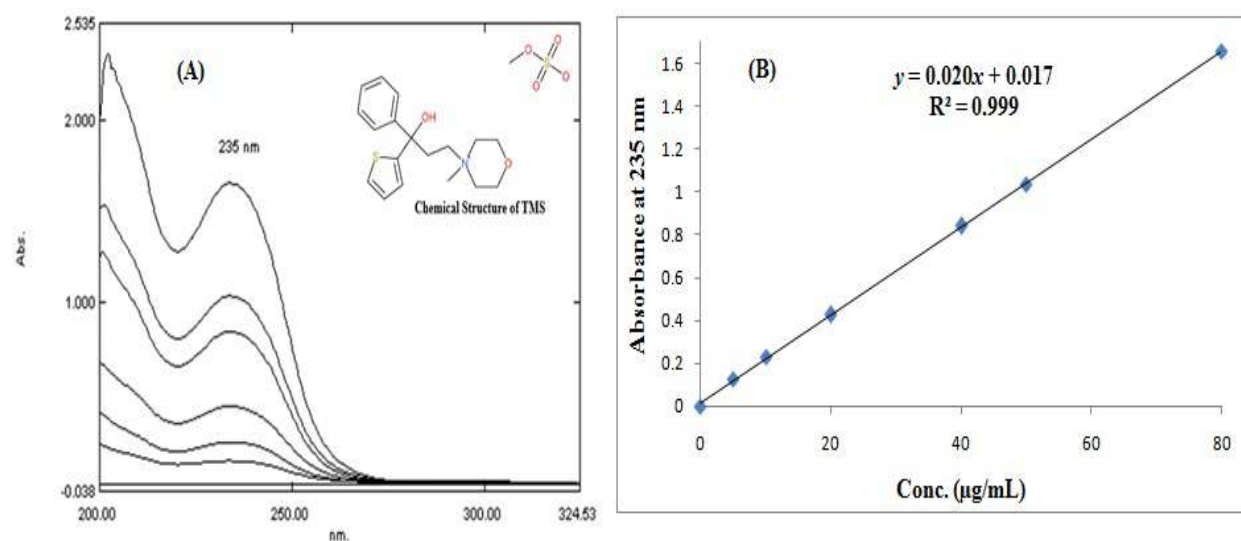 2.535
(A)
2.000
235 nm
1.000
Abs.
-0.038
200.00
250.00
300.00
324.53
nm.
O
O
S
O
O
OH
S
N
O
Chemical Structure of TMS
(B)
y = 0.020x + 0.017
R² = 0.999
Absorbance at 235 nm
1.6
1.4
1.2
1
0.8
0.6
0.4
0.2
0
0
20
40
60
80
Conc. (µg/mL)